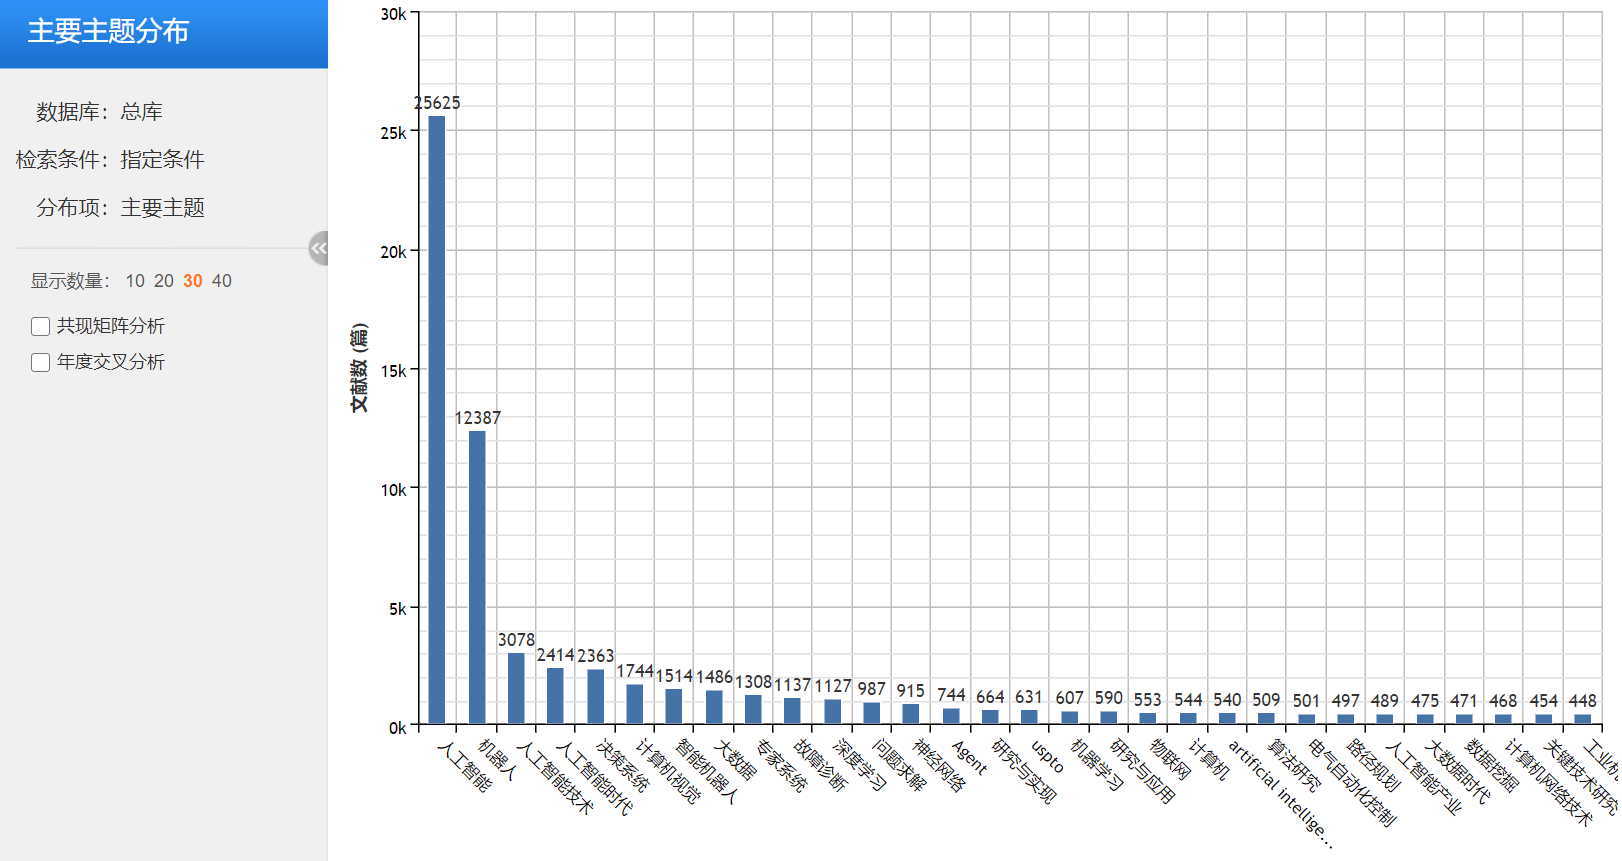 主要主题分布
数据库：总库
检索条件：指定条件
分布项：主要主题
显示数量： 10 20 30 40
共现矩阵分析
年度交叉分析
文献数 (篇)
30k
25k
20k
15k
10k
5k
0k
25625
12387
3078
2414
2363
1744
1514
1486
1308
1137
1127
987
915
744
664
631
607
590
553
544
540
509
501
497
489
475
471
468
454
448
人工智能
机器人
人工智能技术
人工智能时代
决策系统
计算机视觉
智能机器人
大数据
专家系统
故障诊断
深度学习
问题求解
神经网络
Agent
研究与实现
uspto
机器学习
研究与应用
物联网
计算机
artificial intellige...
算法研究
电气自动化控制
路径规划
人工智能产业
大数据时代
数据挖掘
计算机网络技术
关键技术研究
工业机